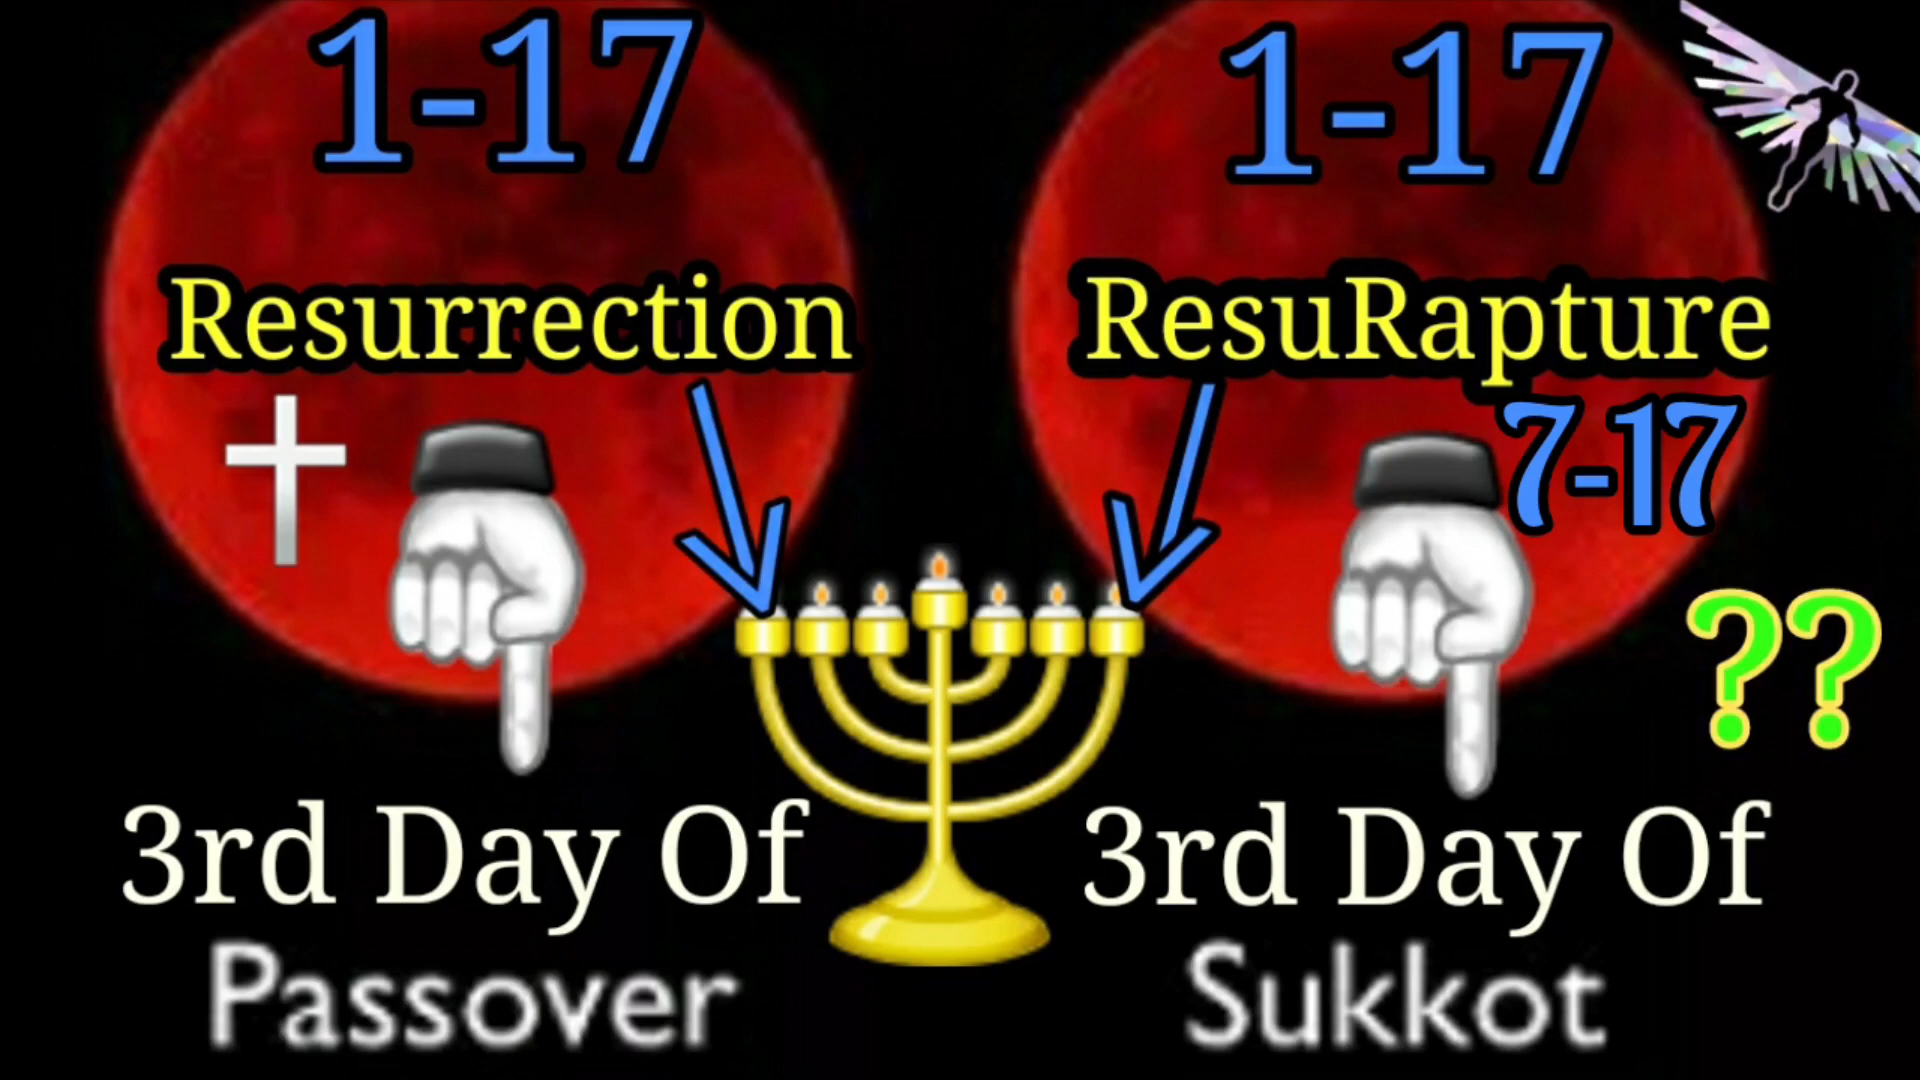 1-17
1-17
Resurrection
ResuRapture
7-17
??
3rd Day Of
3rd Day Of
Passover
Sukkot